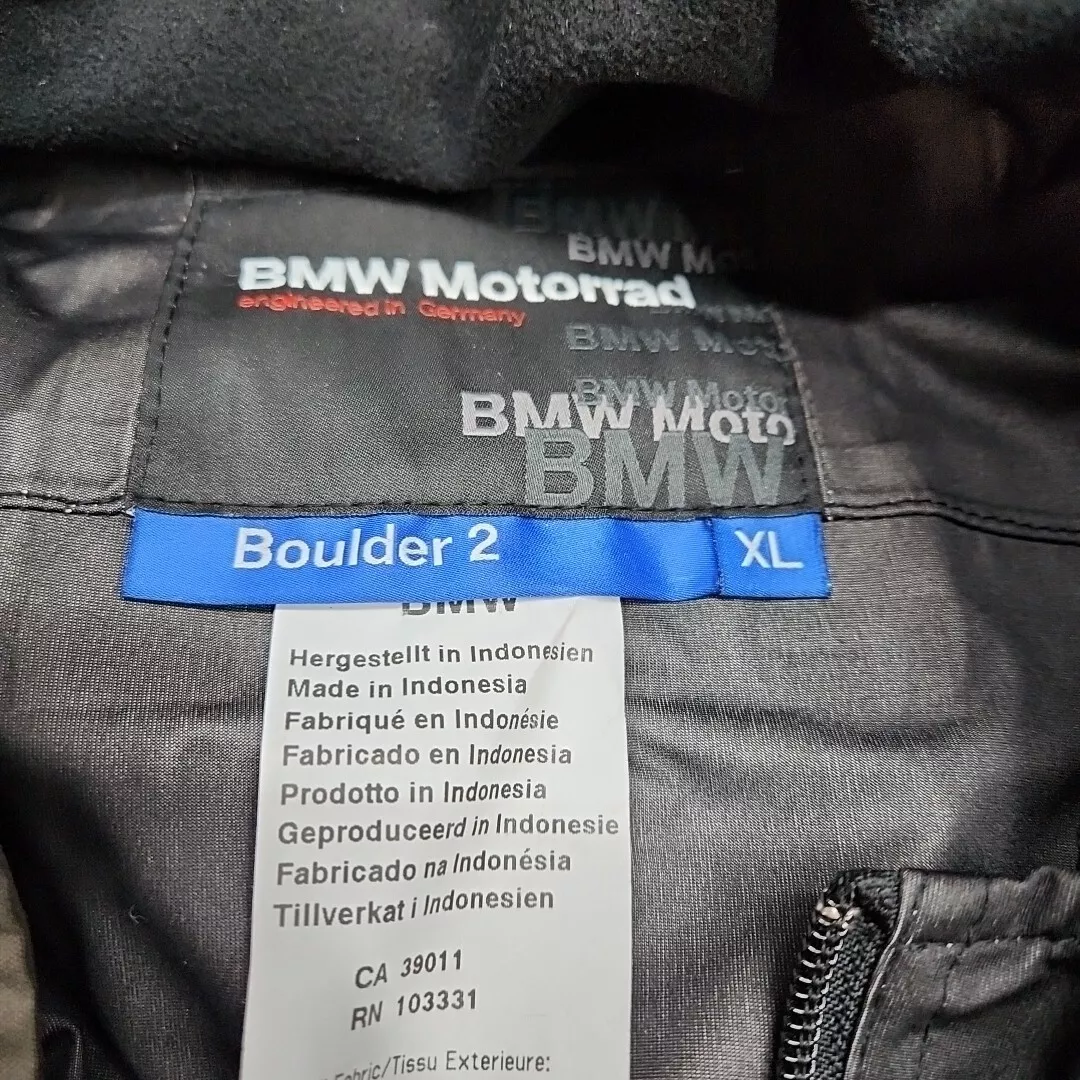 BMW M
BMW Mo
BMW Motorrad
engineered in Germany
BMW Moto
BMW Moto
BMW Moto
BMW
Boulder 2 XL
BMW
Hergestellt in Indonesien
Made in Indonesia
Fabriqué en Indonésie
Fabricado en Indonesia
Prodotto in Indonesia
Geproduceerd in Indonesie
Fabricado na Indonésia
Tillverkat i Indonesien
CA 39011
RN 103331
Fabric/Tissu Exterieure: